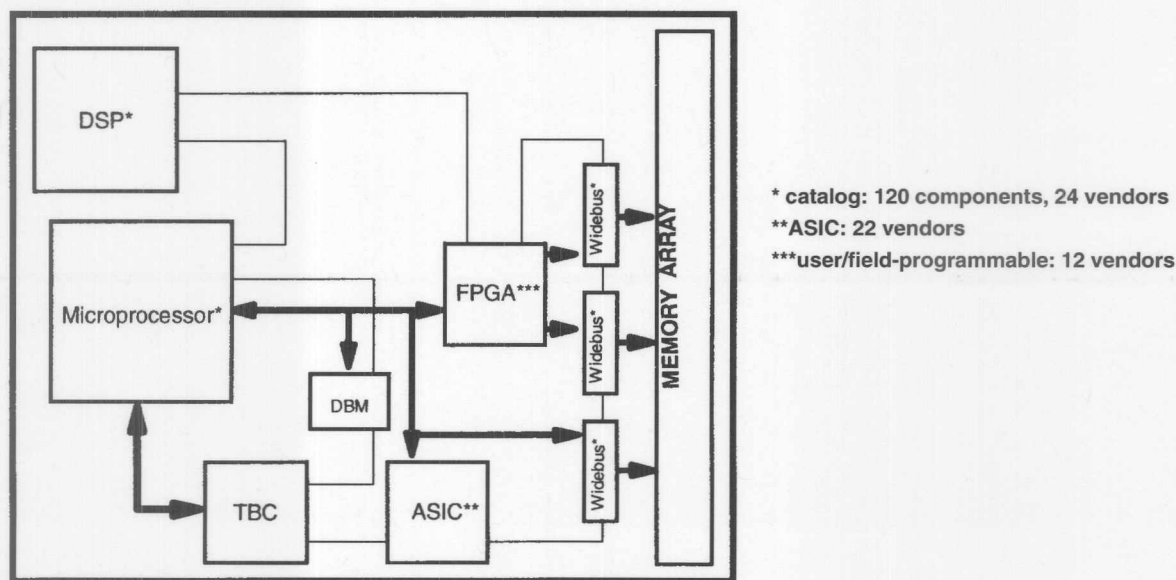 DSP*
Microprocessor*
DBM
TBC
ASIC**
FPGA***
Widebus*
Widebus*
Widebus*
MEMORY ARRAY
* catalog: 120 components, 24 vendors
**ASIC: 22 vendors
***user/field-programmable: 12 vendors